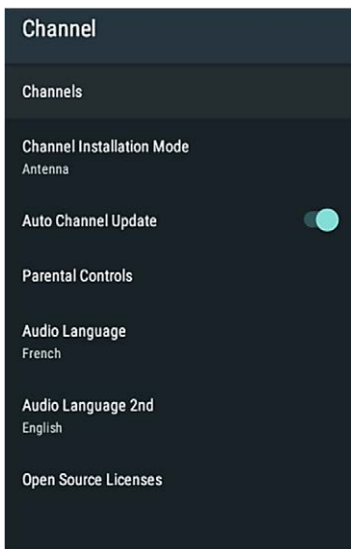 Channel
Channels
Channel Installation Mode
Antenna
Auto Channel Update
Parental Controls
Audio Language
French
Audio Language 2nd
English
Open Source Licenses